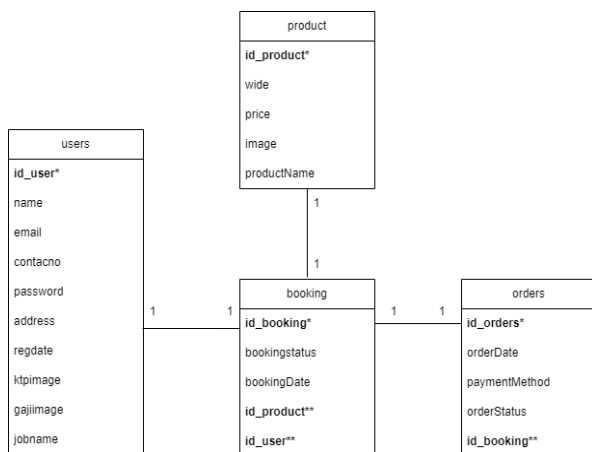 product
id_product*
wide
price
image
productName
users
id_user*
name
email
contacno
password
address
regdate
ktpimage
gajiimage
jobname
1
1
1
1
booking
id_booking*
bookingstatus
bookingDate
id_product**
id_user**
1
1
orders
id_orders*
orderDate
paymentMethod
orderStatus
id_booking**